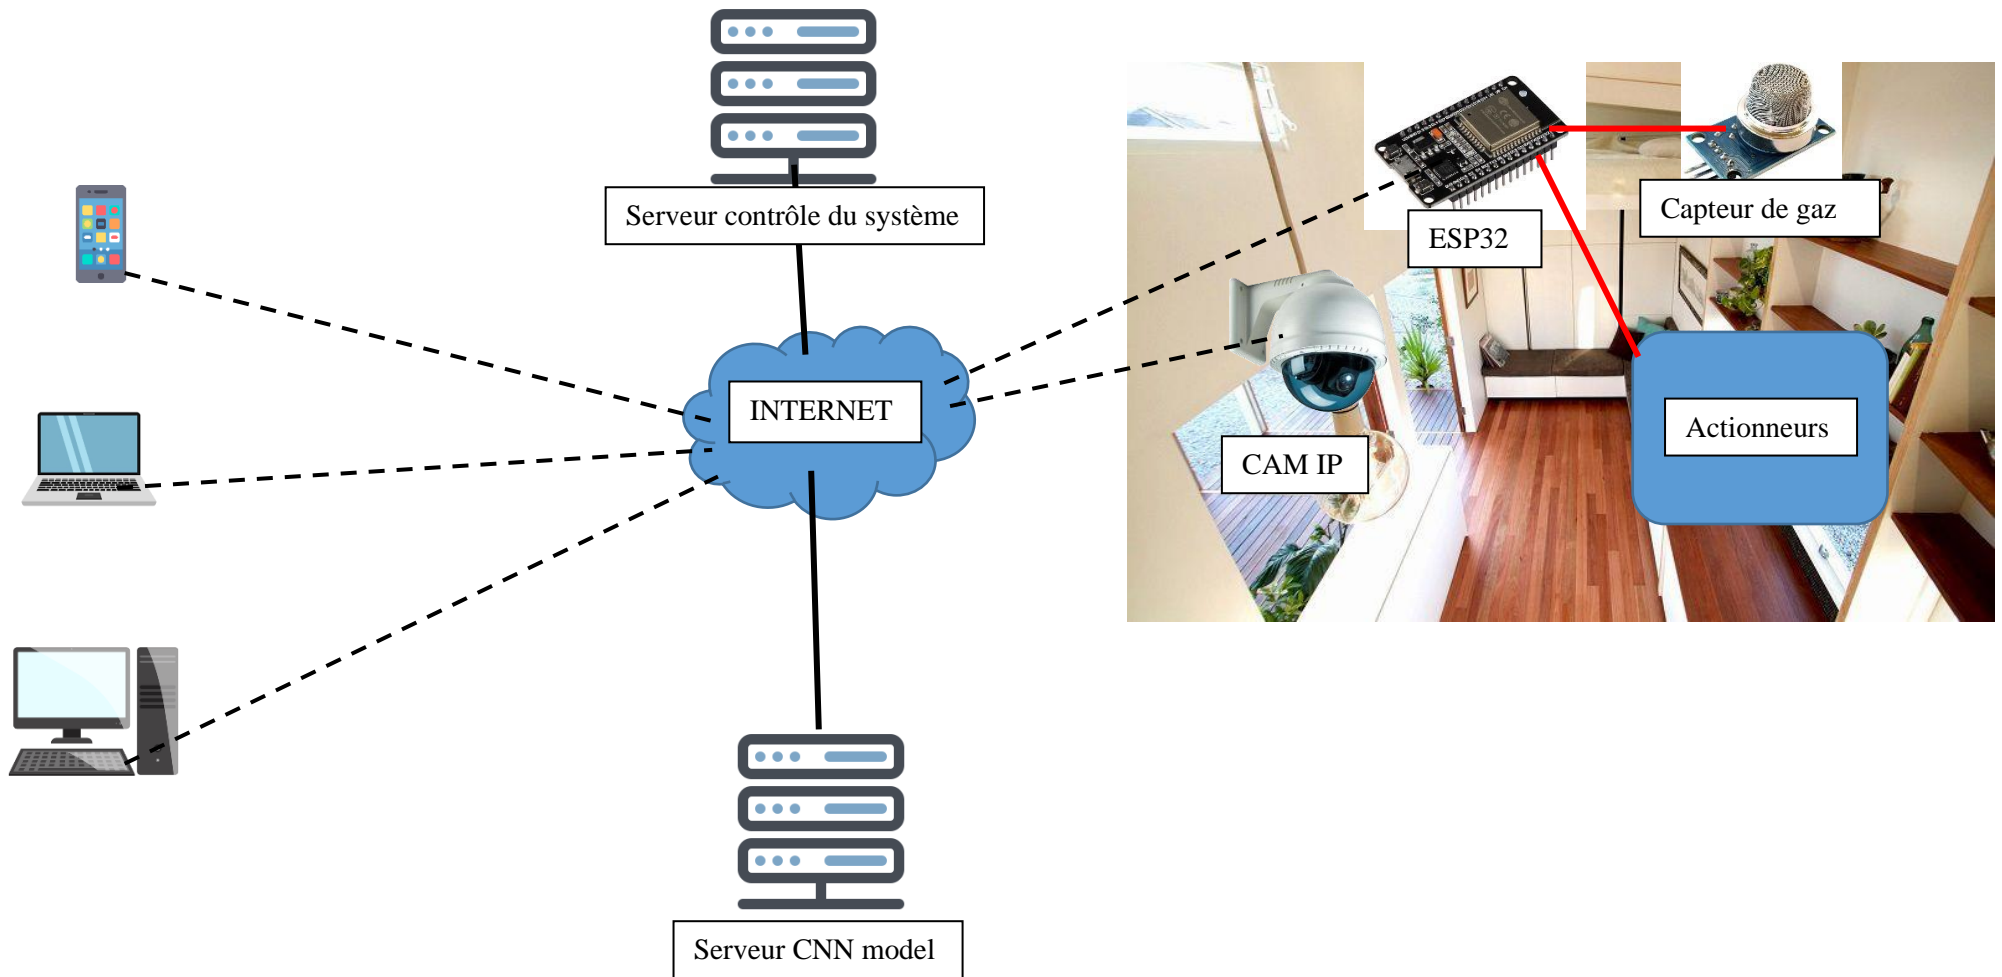 Serveur contrôle du système
ESP32
Capteur de gaz
INTERNET
CAM IP
Actionneurs
Serveur CNN model